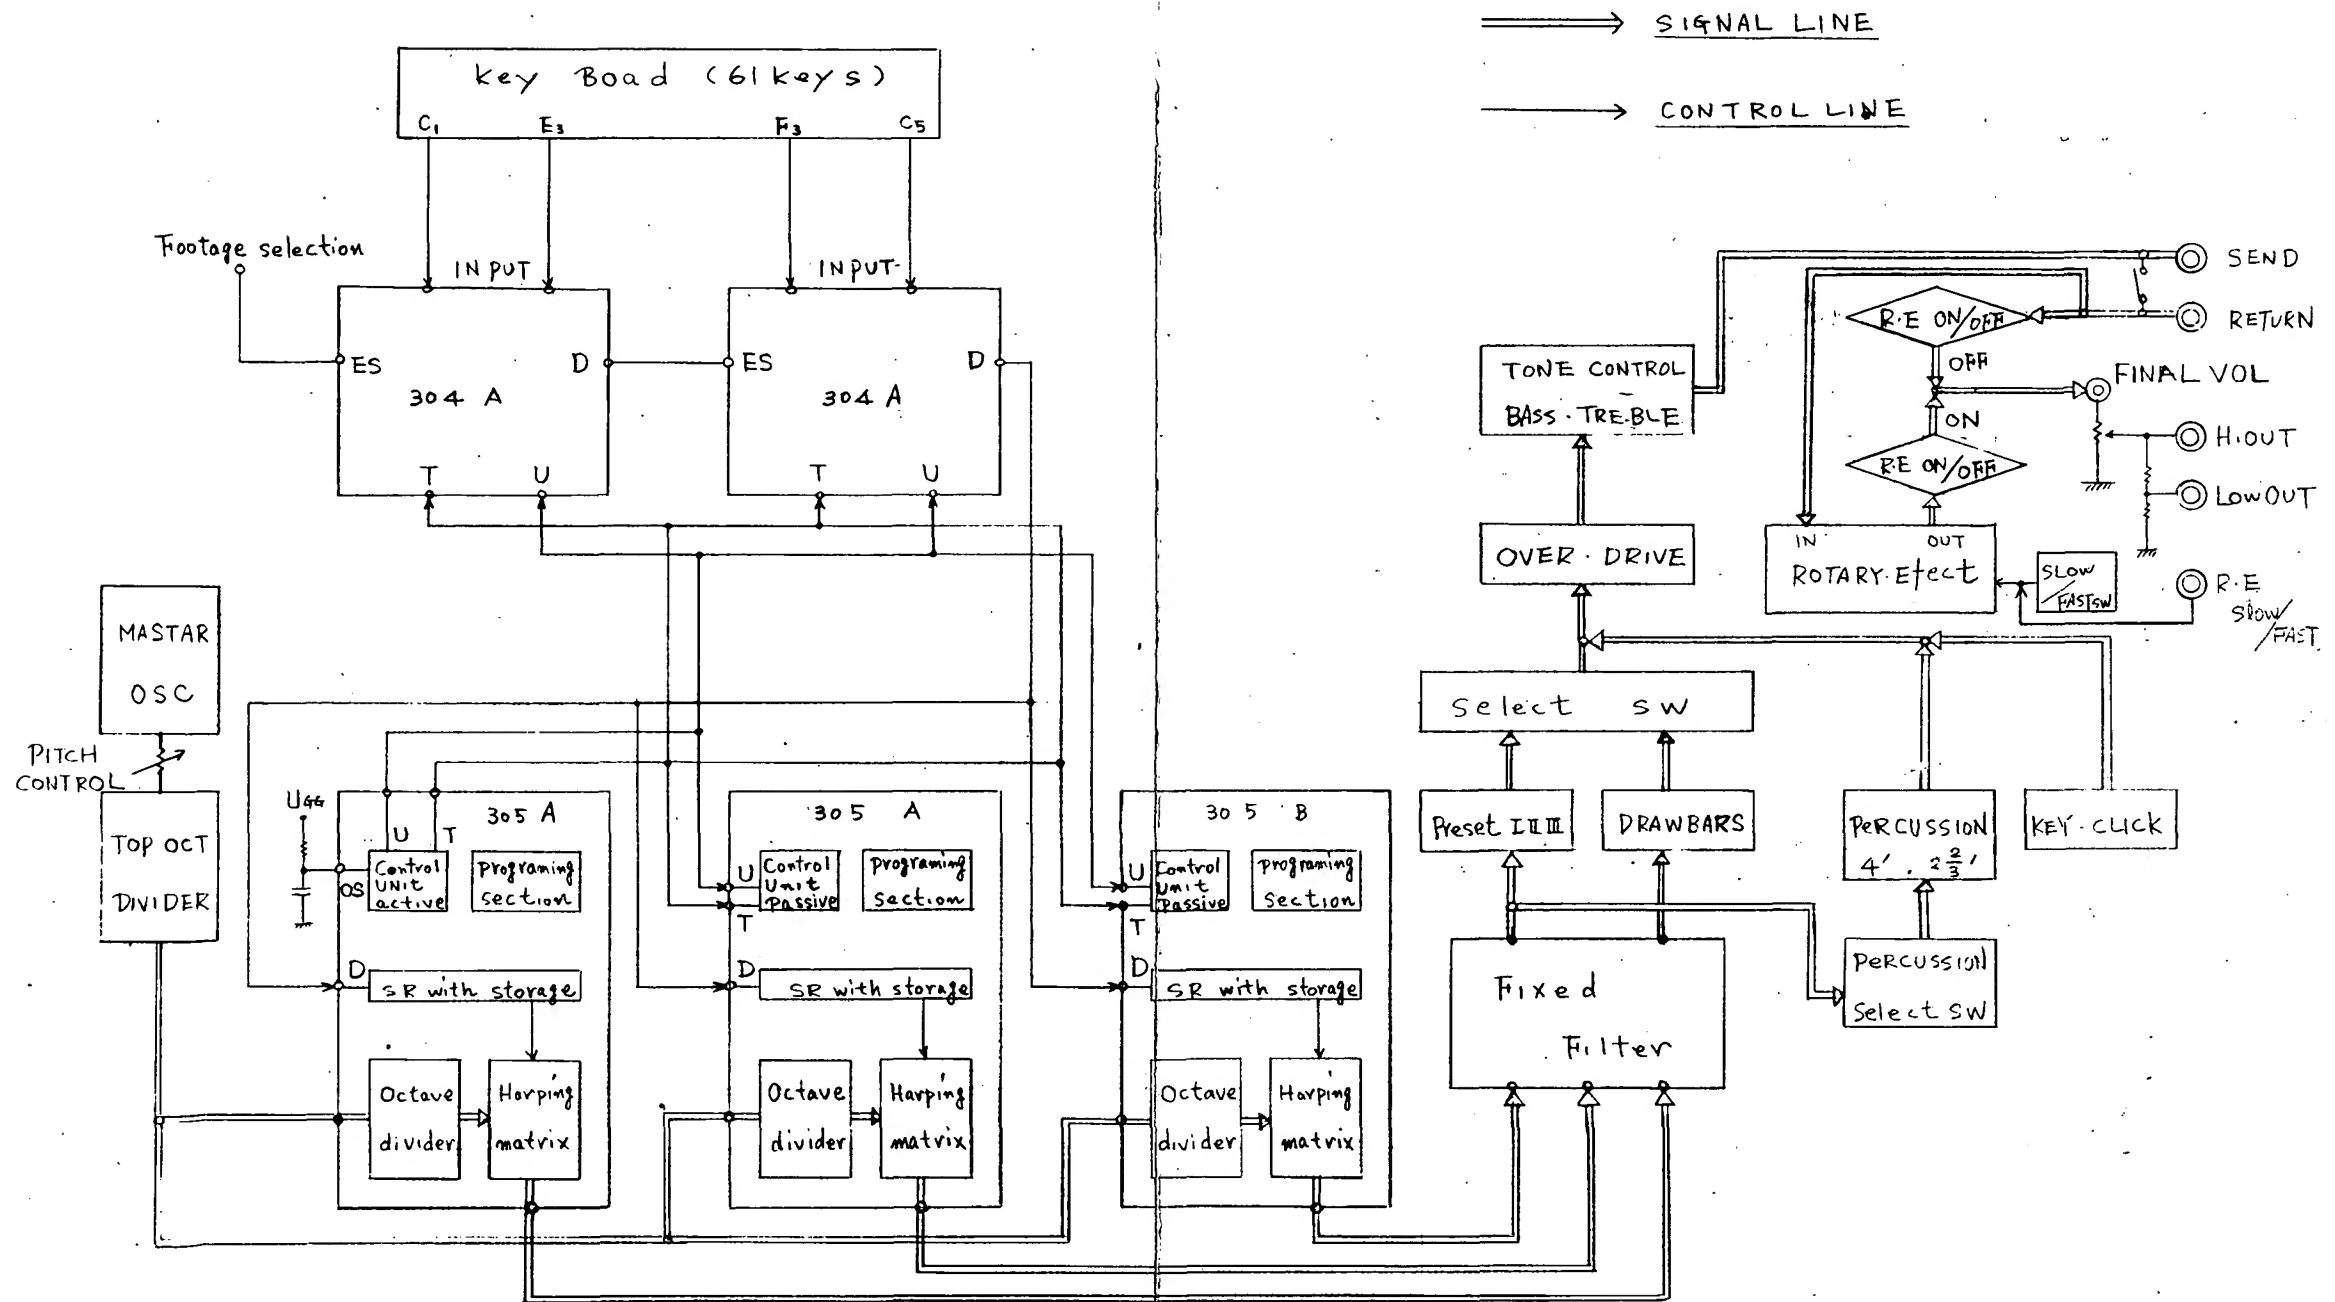 SIGNAL LINE
CONTROL LINE
Key Boad (61 keys)
C1 E3 F3 C5
Footage selection
INPUT
INPUT
ES
D
304 A
T U
ES
D
304 A
T U
MASTAR
OSC
PITCH
CONTROL
TOP OCT
DIVIDER
UGG
OS
305 A
U T
Control
UNit
active
programing
section
D
SR with storage
Octave
divider
Harping
matrix
305 A
U
T
Control
Unit
Passive
Programing
section
D
SR with storage
Octave
divider
Harping
matrix
305 B
U
T
Control
Unit
Passive
programing
section
D
SR with storage
Octave
divider
Harping
matrix
TONE CONTROL
BASS·TREBLE
OVER·DRIVE
Select SW
Preset I II III
DRAWBARS
Fixed
Filter
PERCUSSION
4' . 2 2/3'
KEY·CLICK
PERCUSSION
Select SW
SEND
RETURN
R·E ON/OFF
OFF
FINAL VOL
ON
R·E ON/OFF
H.OUT
LOW OUT
IN OUT
ROTARY·Efect
SLOW
/FAST SW
R·E
Slow/
/FAST